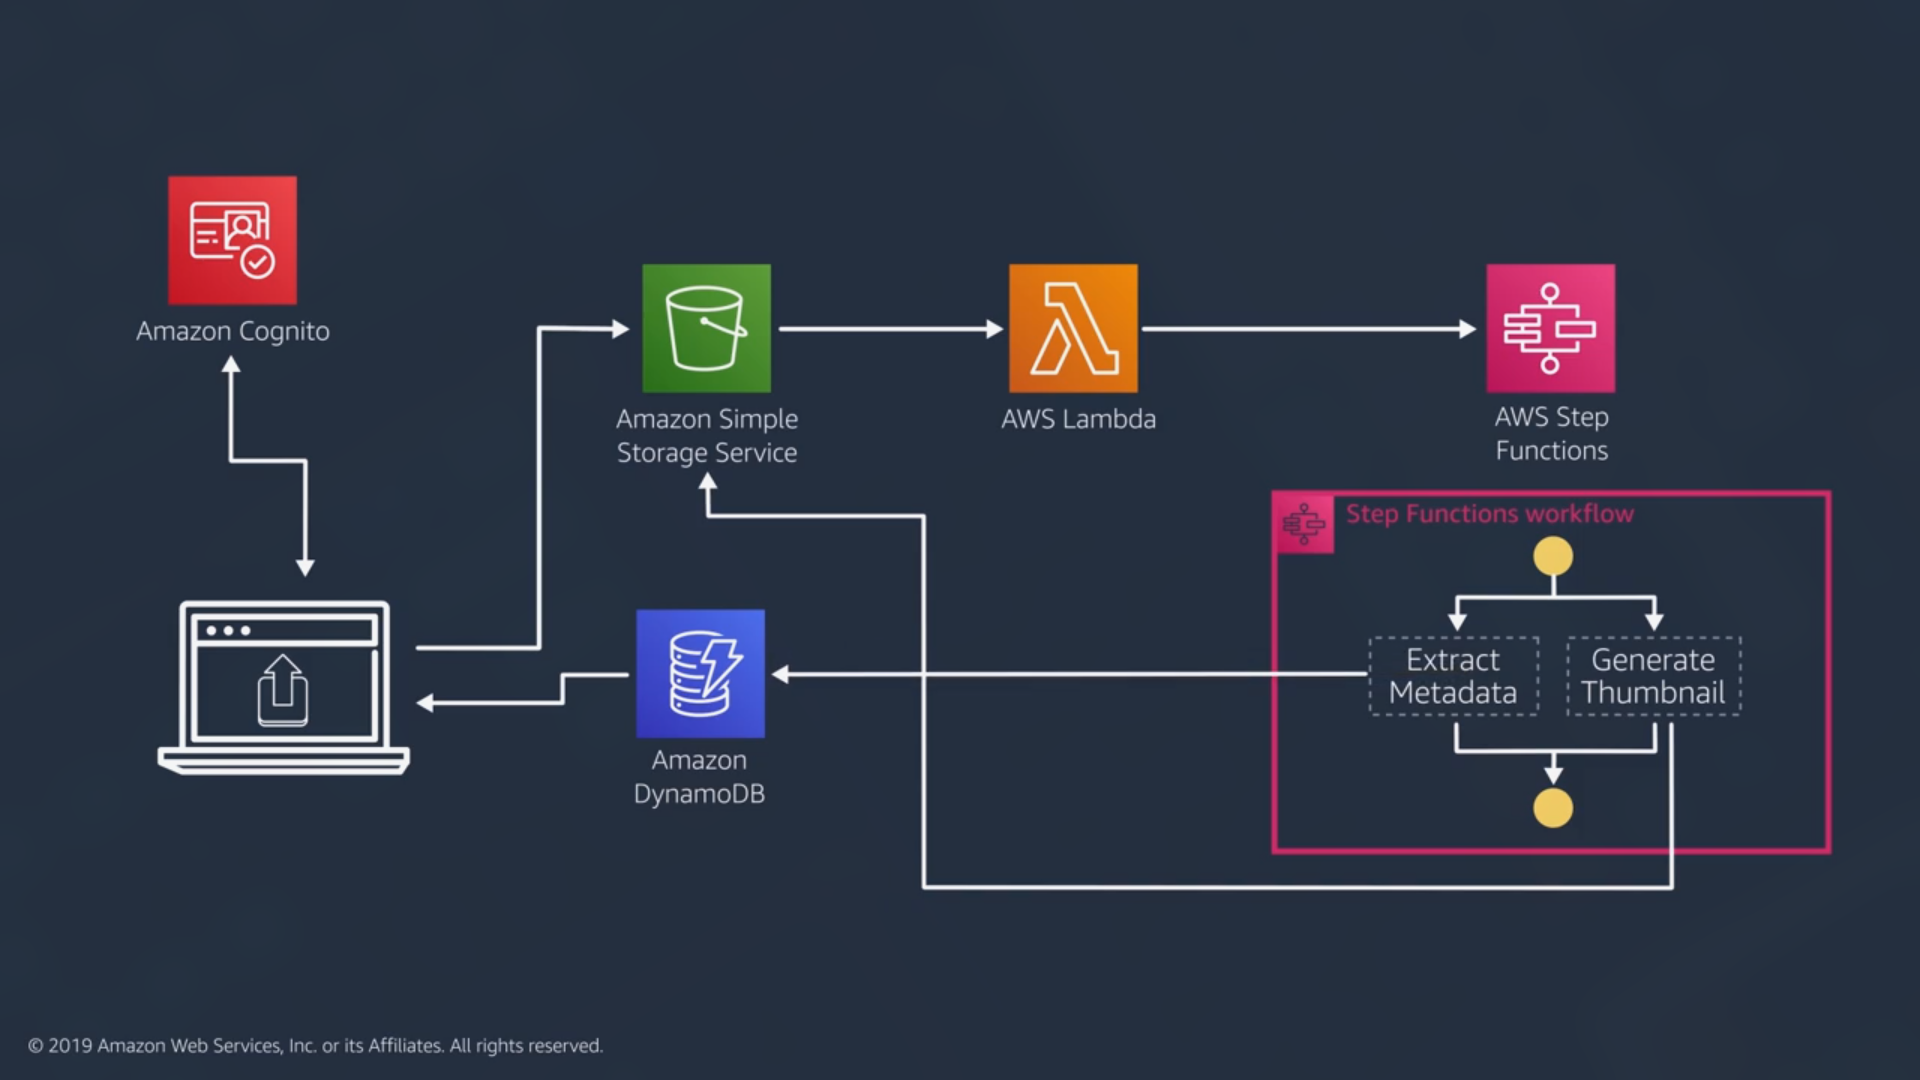 Amazon Cognito
Amazon Simple
Storage Service
AWS Lambda
AWS Step
Functions
Step Functions workflow
Extract
Metadata
Generate
Thumbnail
Amazon
DynamoDB
© 2019 Amazon Web Services, Inc. or its Affiliates. All rights reserved.